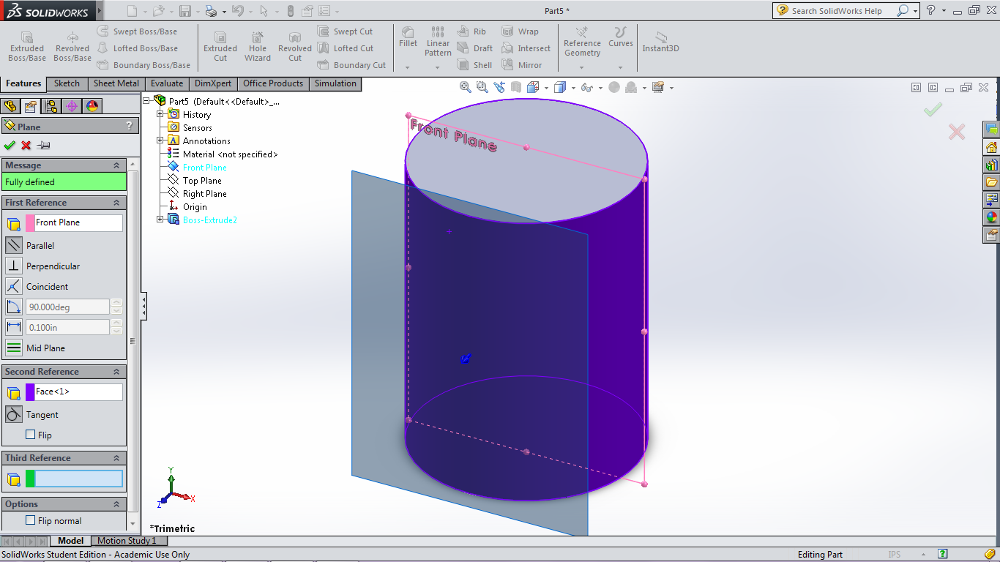 SOLIDWORKS
Part5 *
Search SolidWorks Help
Extruded Boss/Base
Revolved Boss/Base
Swept Boss/Base
Lofted Boss/Base
Boundary Boss/Base
Extruded Cut
Hole Wizard
Revolved Cut
Swept Cut
Lofted Cut
Boundary Cut
Fillet
Linear Pattern
Rib
Draft
Shell
Wrap
Intersect
Mirror
Reference Geometry
Curves
Instant3D
Features
Sketch
Sheet Metal
Evaluate
DimXpert
Office Products
Simulation
Plane
?
Message
Fully defined
First Reference
Front Plane
Parallel
Perpendicular
Coincident
90.000deg
0.100in
Mid Plane
Second Reference
Face<1>
Tangent
Flip
Third Reference
Options
Flip normal
Part5 (Default<<Default>_...
History
Sensors
Annotations
Material <not specified>
Front Plane
Top Plane
Right Plane
Origin
Boss-Extrude2
Front Plane
Y
X
Z
*Trimetric
Model
Motion Study 1
SolidWorks Student Edition - Academic Use Only
Editing Part
IPS
?